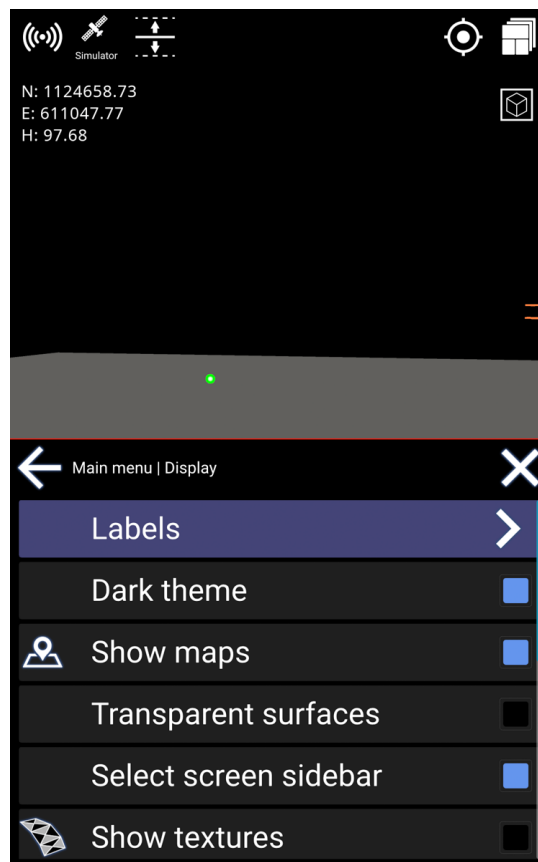 Simulator
N: 1124658.73
E: 611047.77
H: 97.68
Main menu | Display
Labels
Dark theme
Show maps
Transparent surfaces
Select screen sidebar
Show textures